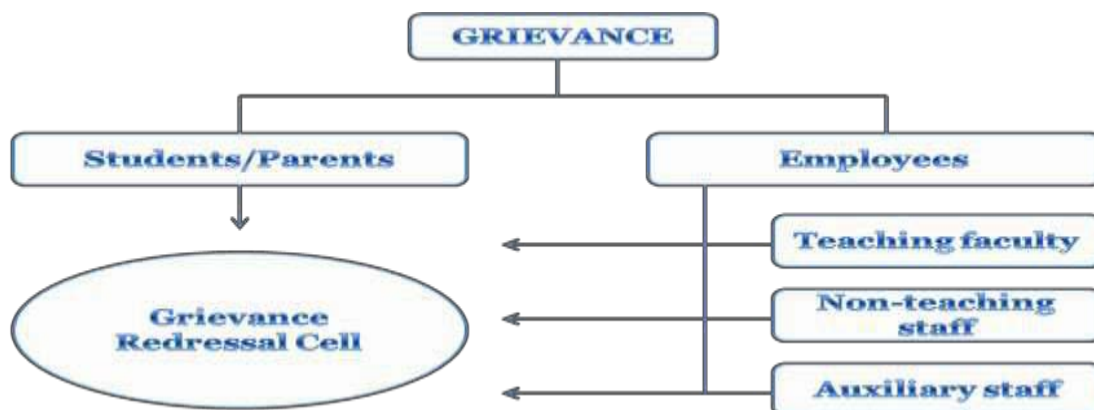 GRIEVANCE
Students/Parents
Employees
Teaching faculty
Grievance
Redressal Cell
Non-teaching
staff
Auxiliary staff